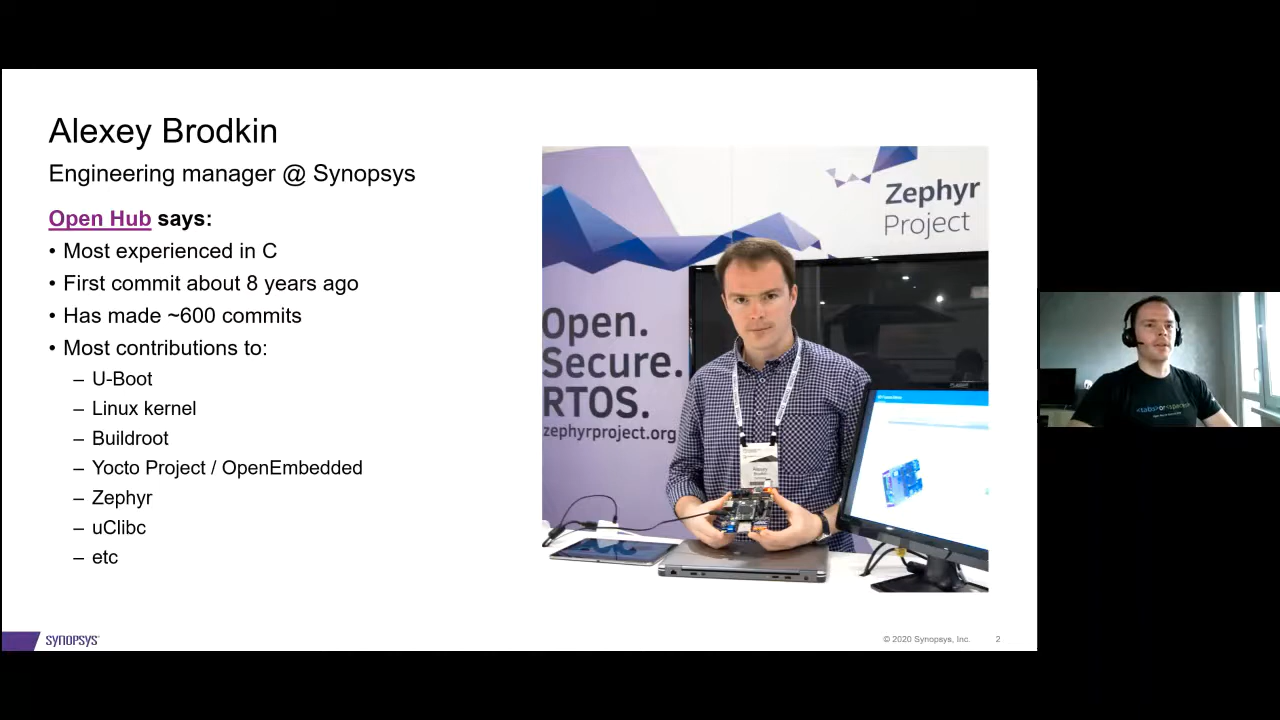 Alexey Brodkin
Engineering manager @ Synopsys
Open Hub says:
• Most experienced in C
• First commit about 8 years ago
• Has made ~600 commits
• Most contributions to:
– U-Boot
– Linux kernel
– Buildroot
– Yocto Project / OpenEmbedded
– Zephyr
– uClibc
– etc
Zephyr
Project
Open.
Secure.
RTOS.
zephyrproject.org
Alexey
Brodkin
SYNOPSYS®
© 2020 Synopsys, Inc.
2